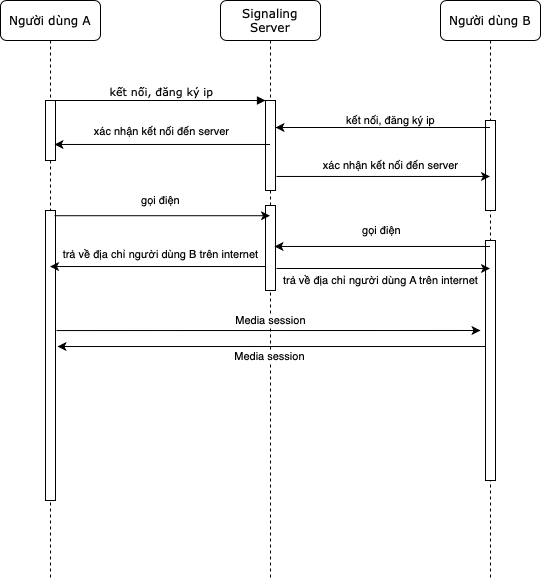 Người dùng A
Signaling
Server
Người dùng B
kết nối, đăng ký ip
kết nối, đăng ký ip
xác nhận kết nối đến server
xác nhận kết nối đến server
gọi điện
gọi điện
trả về địa chỉ người dùng B trên internet
trả về địa chỉ người dùng A trên internet
Media session
Media session